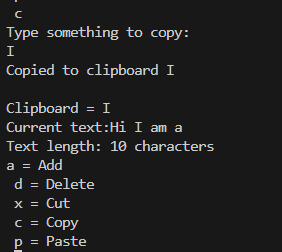 c
Type something to copy:
I
Copied to clipboard I
Clipboard = I
Current text:Hi I am a
Text length: 10 characters
a = Add
d = Delete
x = Cut
c = Copy
p = Paste